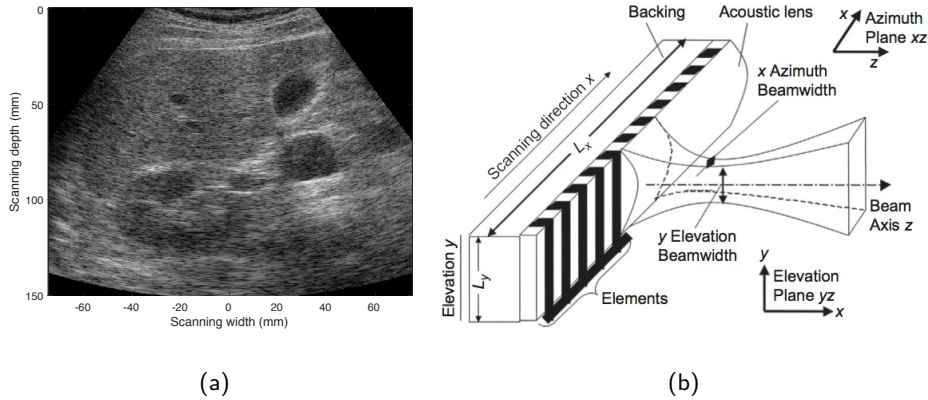 0
50
100
150
Scanning depth (mm)
-60 -40 -20 0 20 40 60
Scanning width (mm)
(a)
Backing
Acoustic lens
x
Azimuth
Plane xz
z
x Azimuth
Beamwidth
Scanning direction x
Lx
Beam
Axis z
y Elevation
Beamwidth
Elevation y
Ly
Elements
y
Elevation
Plane yz
x
(b)